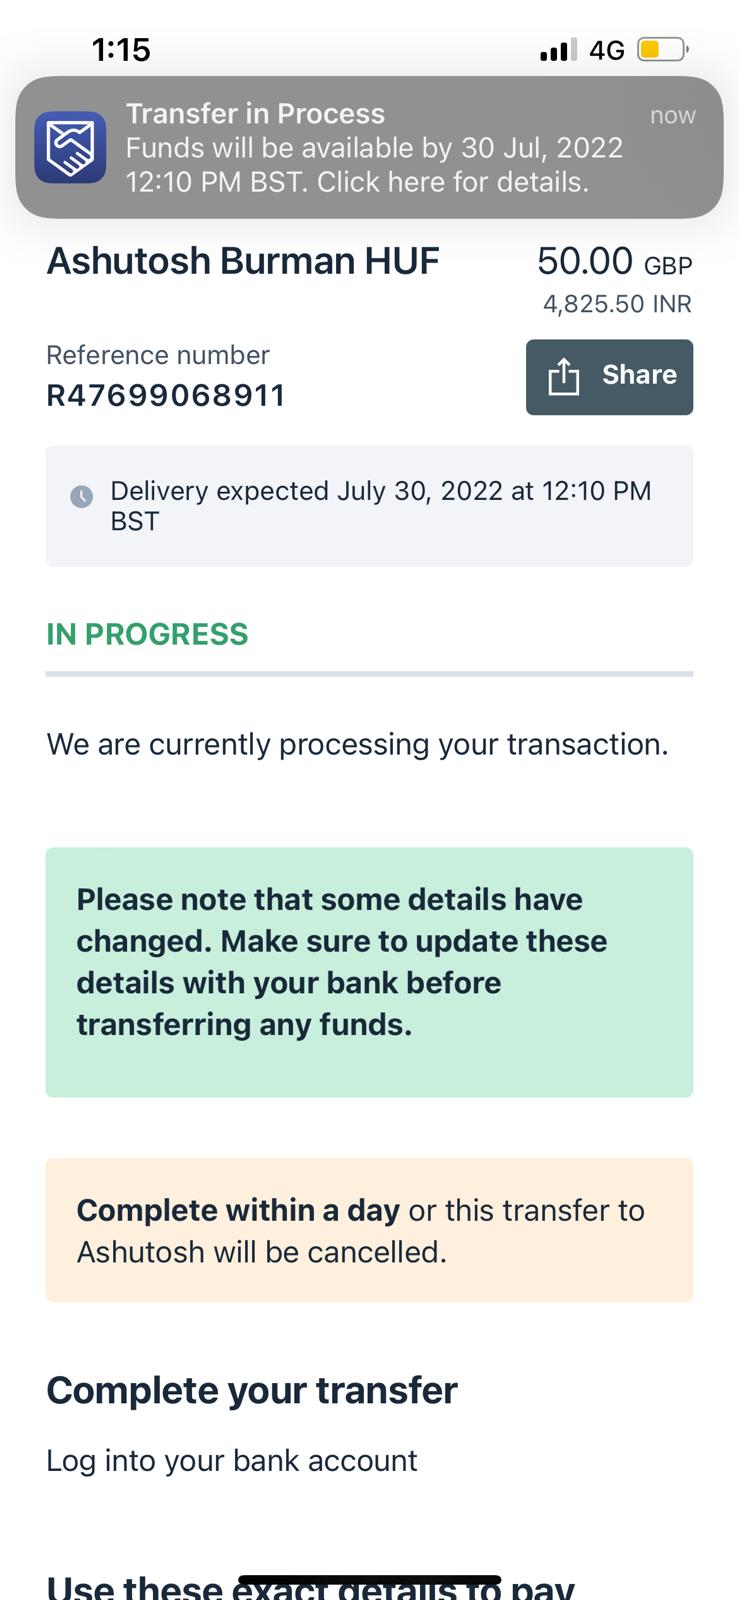 1:15
4G
Transfer in Process
now
Funds will be available by 30 Jul, 2022
12:10 PM BST. Click here for details.
Ashutosh Burman HUF
50.00 GBP
4,825.50 INR
Reference number
R47699068911
Share
Delivery expected July 30, 2022 at 12:10 PM
BST
IN PROGRESS
We are currently processing your transaction.
Please note that some details have
changed. Make sure to update these
details with your bank before
transferring any funds.
Complete within a day or this transfer to
Ashutosh will be cancelled.
Complete your transfer
Log into your bank account
Use these exact details to pay